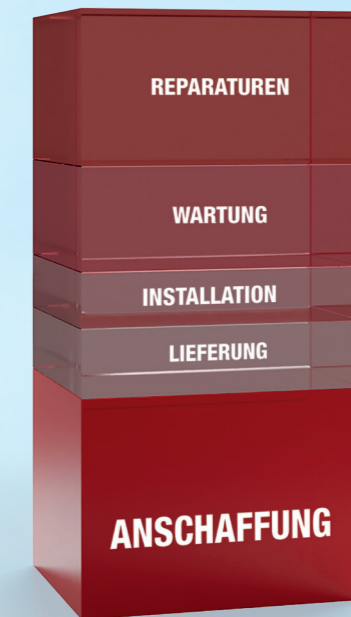 REPARATUREN
WARTUNG
INSTALLATION
LIEFERUNG
ANSCHAFFUNG